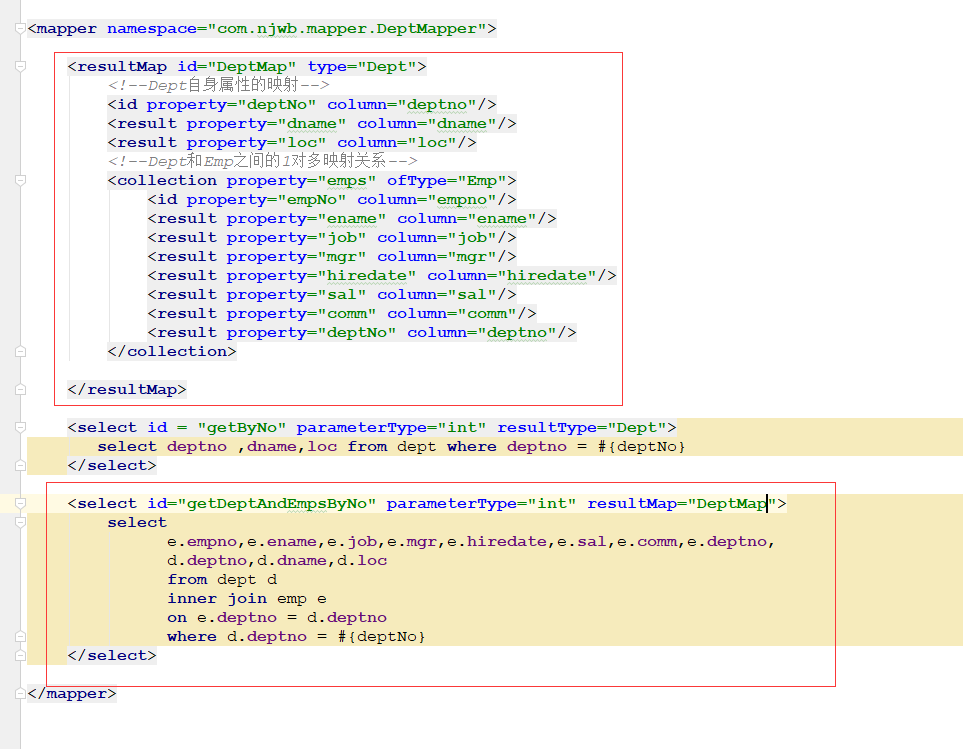 <mapper namespace="com.njwb.mapper.DeptMapper">
<resultMap id="DeptMap" type="Dept">
<!--Dept自身属性的映射-->
<id property="deptNo" column="deptno"/>
<result property="dname" column="dname"/>
<result property="loc" column="loc"/>
<!--Dept和Emp之间的1对多映射关系-->
<collection property="emps" ofType="Emp">
<id property="empNo" column="empno"/>
<result property="ename" column="ename"/>
<result property="job" column="job"/>
<result property="mgr" column="mgr"/>
<result property="hiredate" column="hiredate"/>
<result property="sal" column="sal"/>
<result property="comm" column="comm"/>
<result property="deptNo" column="deptno"/>
</collection>
</resultMap>
<select id = "getByNo" parameterType="int" resultType="Dept">
select deptno ,dname,loc from dept where deptno = #{deptNo}
</select>
<select id="getDeptAndEmpsByNo" parameterType="int" resultMap="DeptMap">
select
e.empno,e.ename,e.job,e.mgr,e.hiredate,e.sal,e.comm,e.deptno,
d.deptno,d.dname,d.loc
from dept d
inner join emp e
on e.deptno = d.deptno
where d.deptno = #{deptNo}
</select>
</mapper>